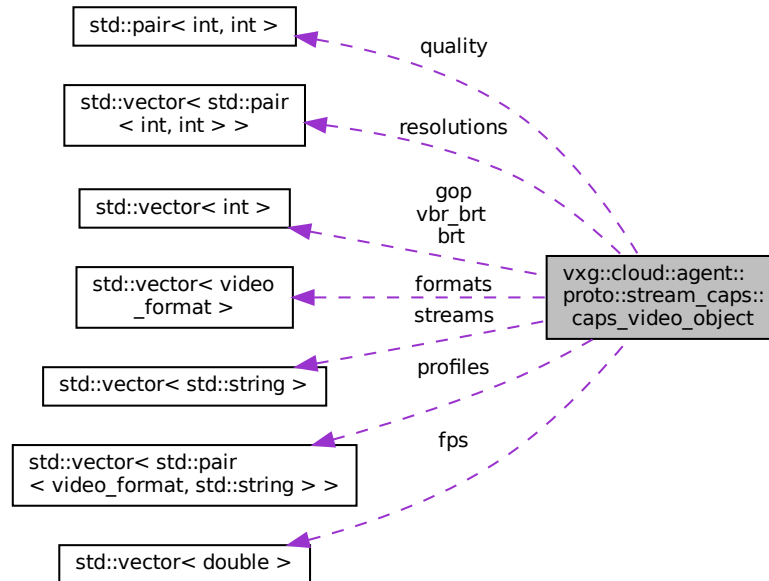 std::pair< int, int >
quality
std::vector< std::pair
< int, int > >
resolutions
std::vector< int >
gop
vbr_brt
brt
std::vector< video
_format >
formats
vxg::cloud::agent::
proto::stream_caps::
caps_video_object
streams
std::vector< std::string >
profiles
std::vector< std::pair
< video_format, std::string > >
fps
std::vector< double >